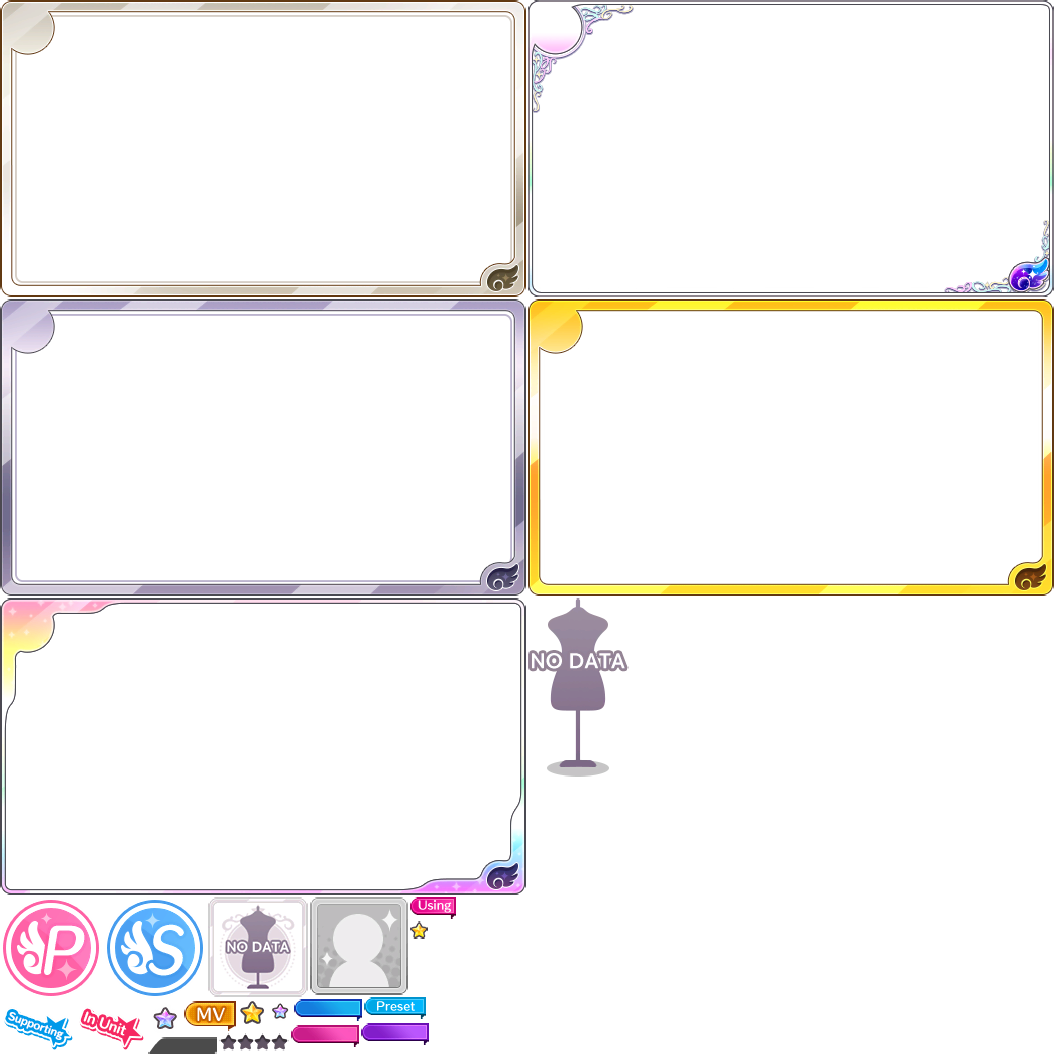 NO DATA
P
S
NO DATA
Using
Supporting
In Unit
MV
Preset